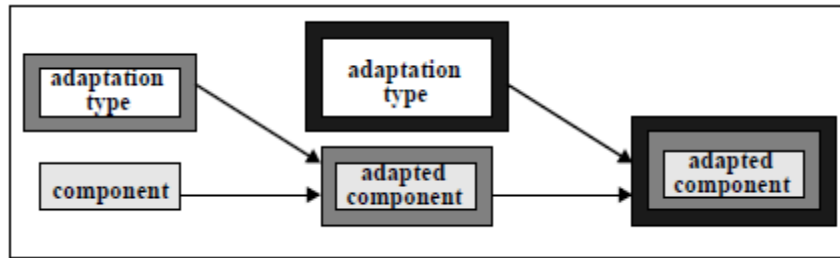 adaptation
type
adaptation
type
component
adapted
component
adapted
component